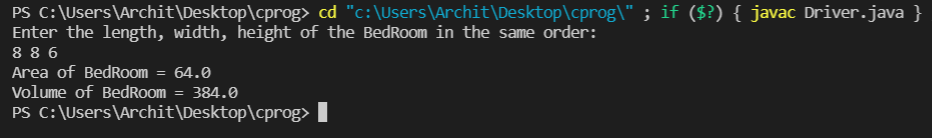 PS C:\Users\Archit\Desktop\cprog> cd "c:\Users\Archit\Desktop\cprog\" ; if ($?) { javac Driver.java }
Enter the length, width, height of the BedRoom in the same order:
8 8 6
Area of BedRoom = 64.0
Volume of BedRoom = 384.0
PS C:\Users\Archit\Desktop\cprog>